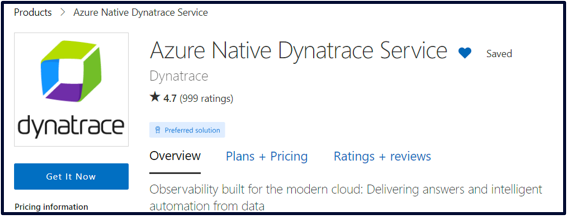 Products > Azure Native Dynatrace Service
Azure Native Dynatrace Service Saved
Dynatrace
★ 4.7 (999 ratings)
dynatrace
Preferred solution
Get It Now
Overview Plans + Pricing Ratings + reviews
Pricing information
Observability built for the modern cloud: Delivering answers and intelligent
automation from data